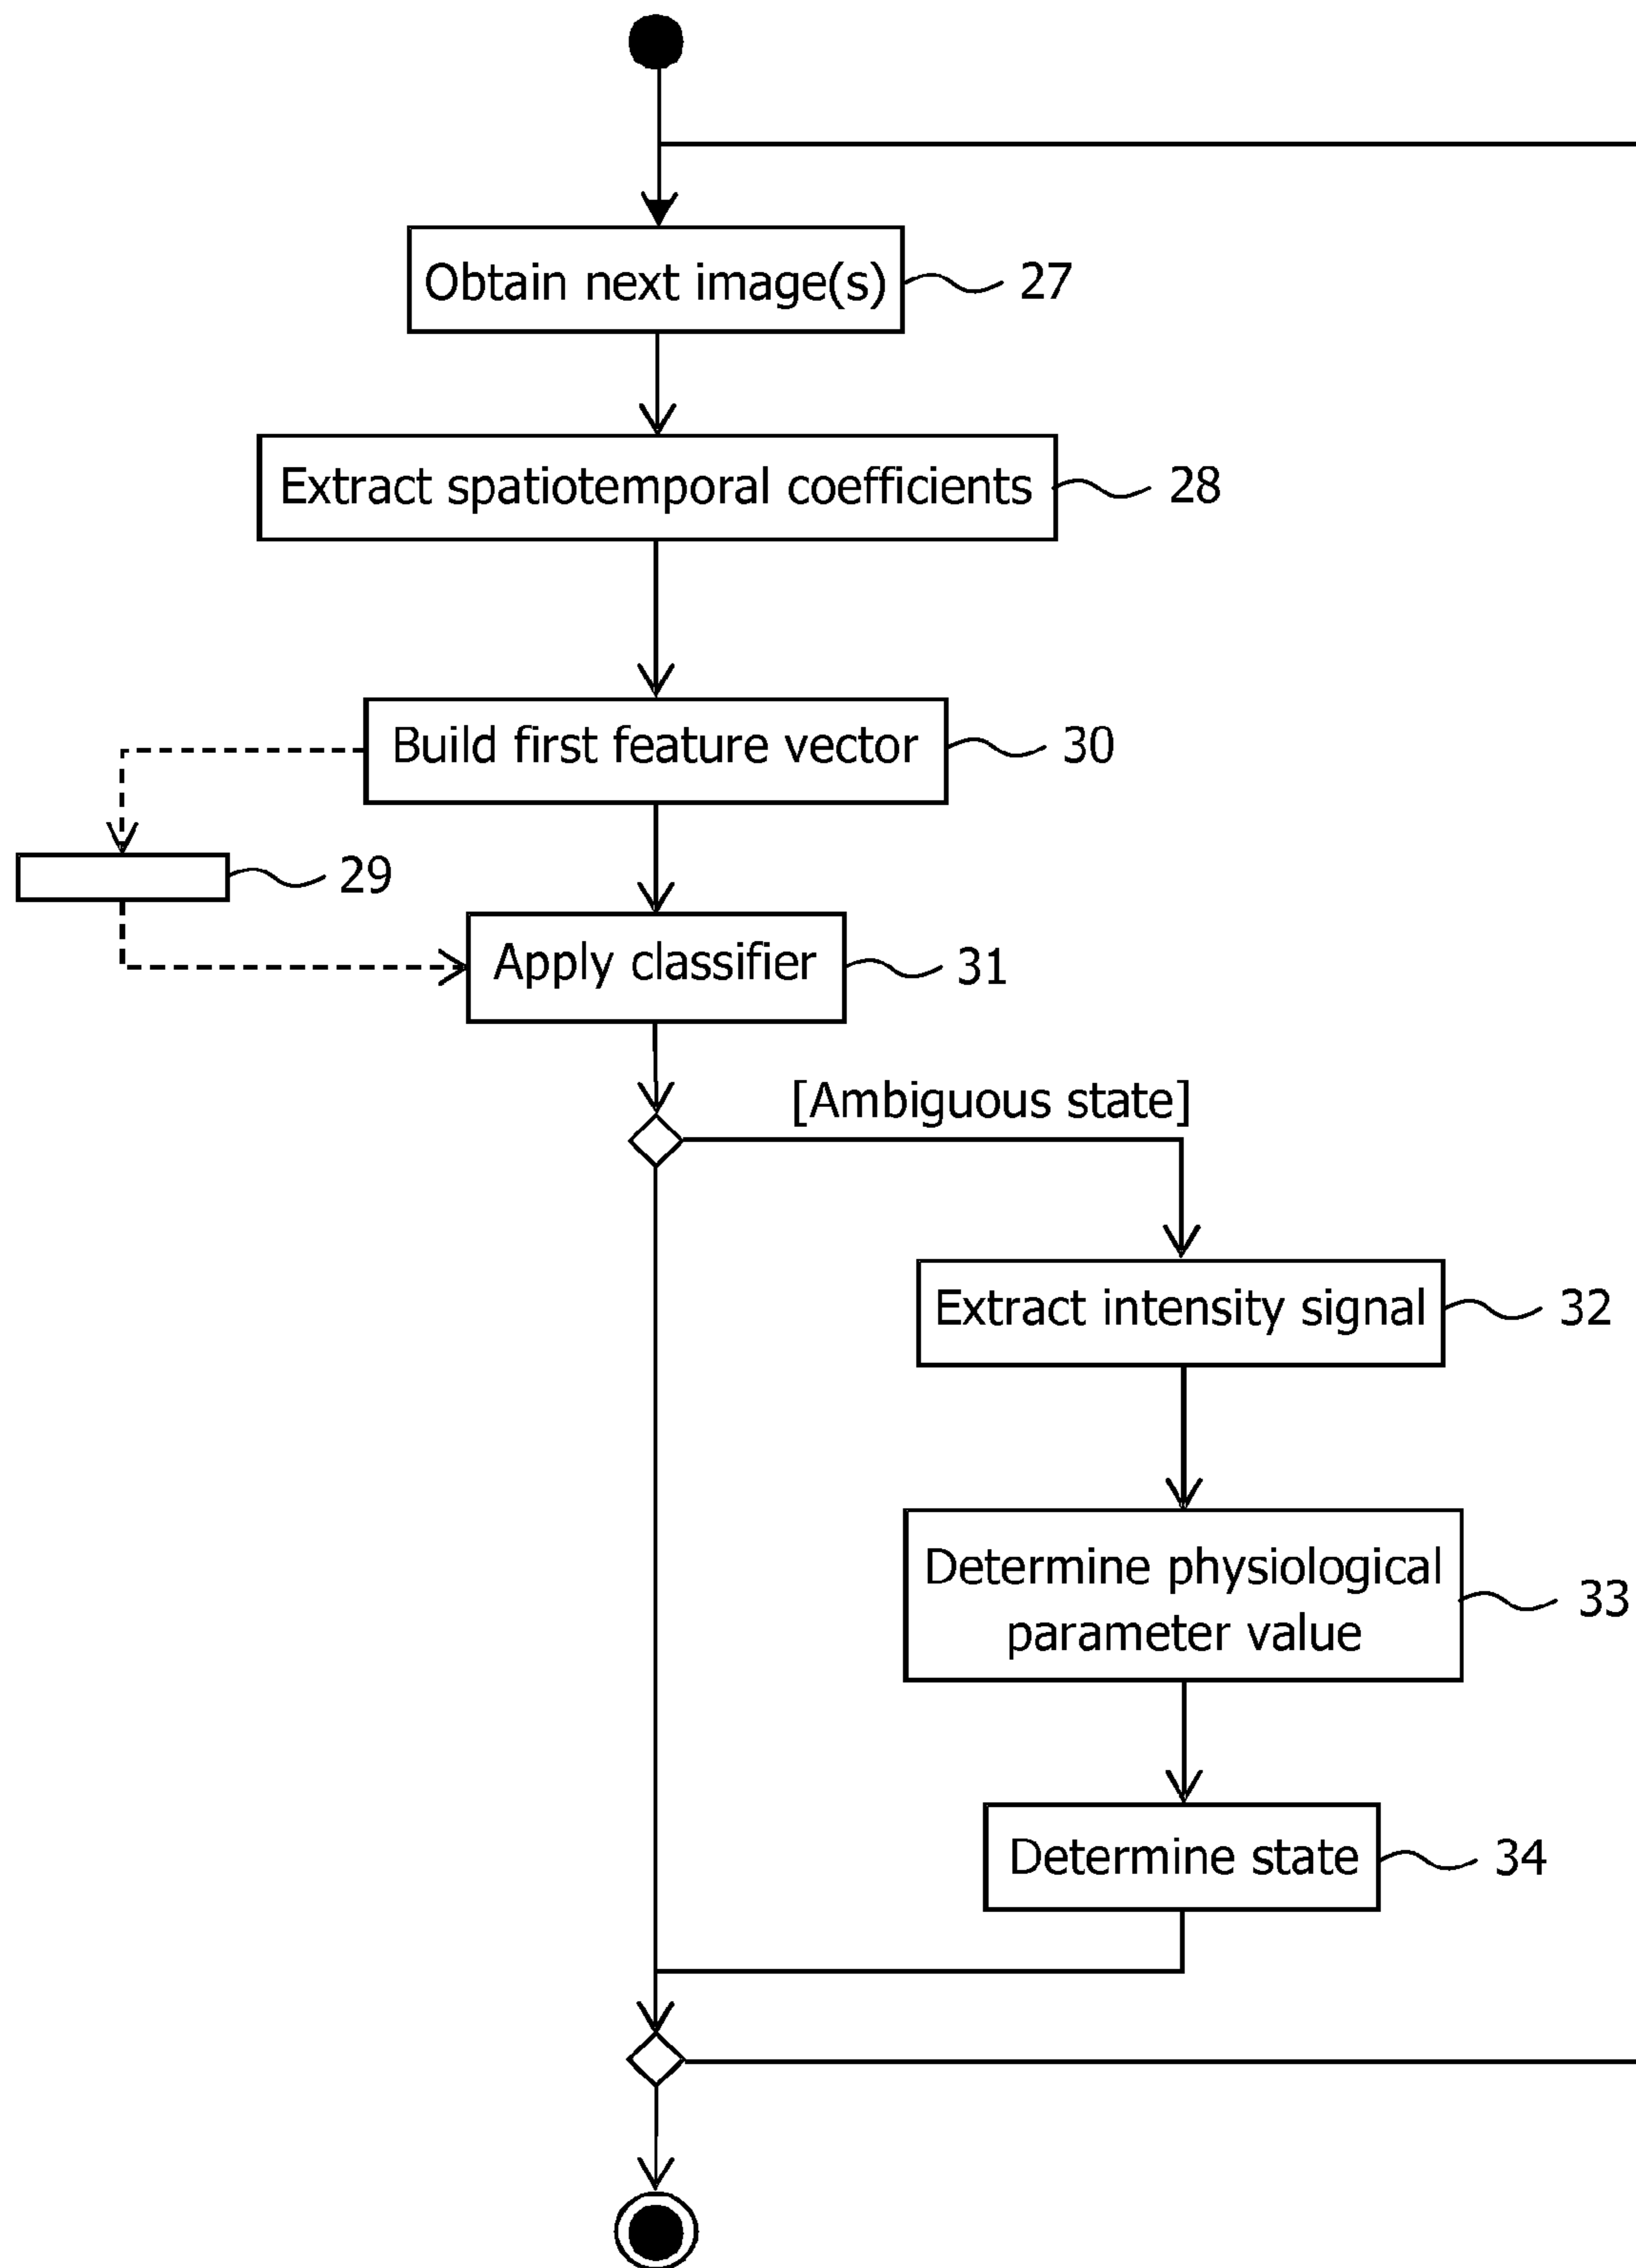 Obtain next image(s)
27
Extract spatiotemporal coefficients
28
Build first feature vector
30
29
Apply classifier
31
[Ambiguous state]
Extract intensity signal
32
Determine physiological
parameter value
33
Determine state
34